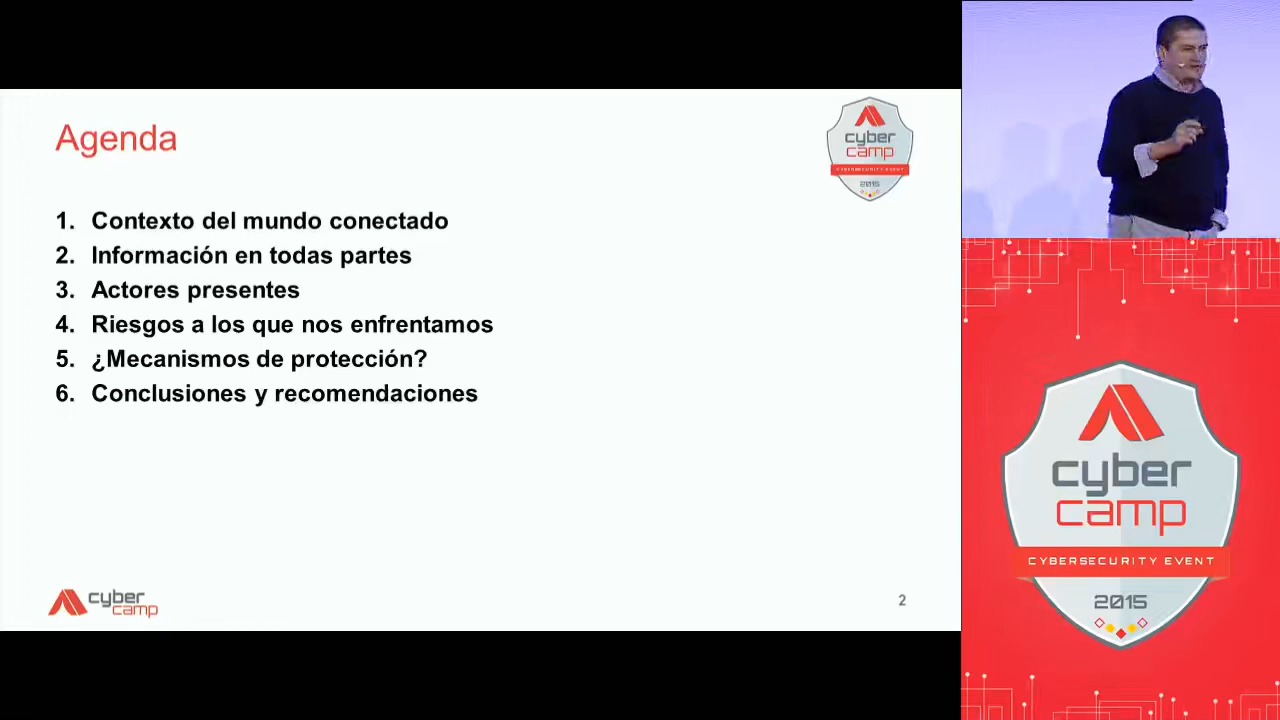 Agenda
cyber
camp
CYBERSECURITY EVENT
2015
1. Contexto del mundo conectado
2. Información en todas partes
3. Actores presentes
4. Riesgos a los que nos enfrentamos
5. ¿Mecanismos de protección?
6. Conclusiones y recomendaciones
cyber
camp
2
cyber
camp
CYBERSECURITY EVENT
2015